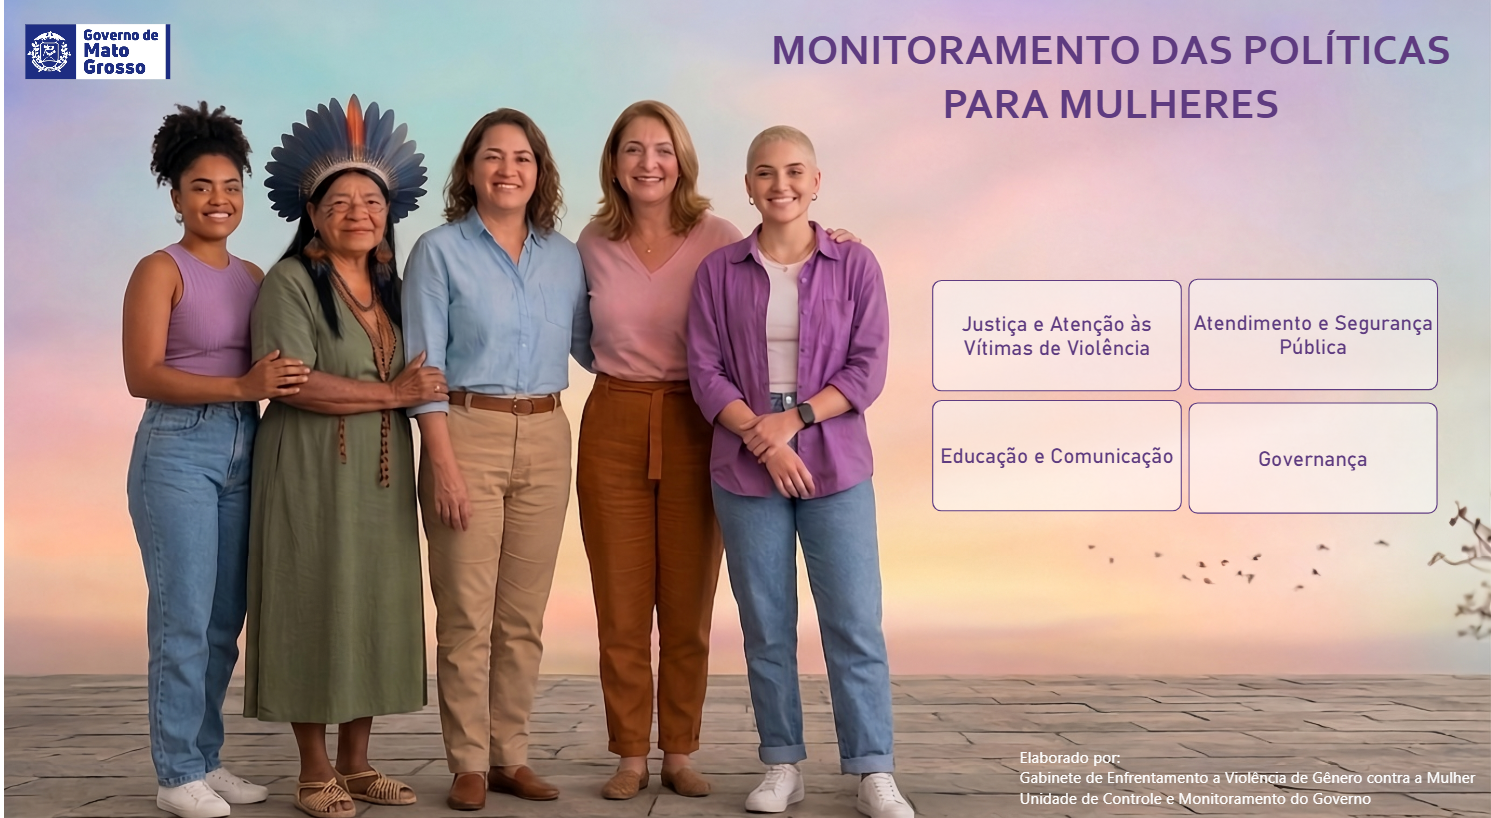 Governo de
Mato
Grosso
MONITORAMENTO DAS POLÍTICAS
PARA MULHERES
Justiça e Atenção às
Vítimas de Violência
Atendimento e Segurança
Pública
Educação e Comunicação
Governança
Elaborado por:
Gabinete de Enfrentamento a Violência de Gênero contra a Mulher
Unidade de Controle e Monitoramento do Governo